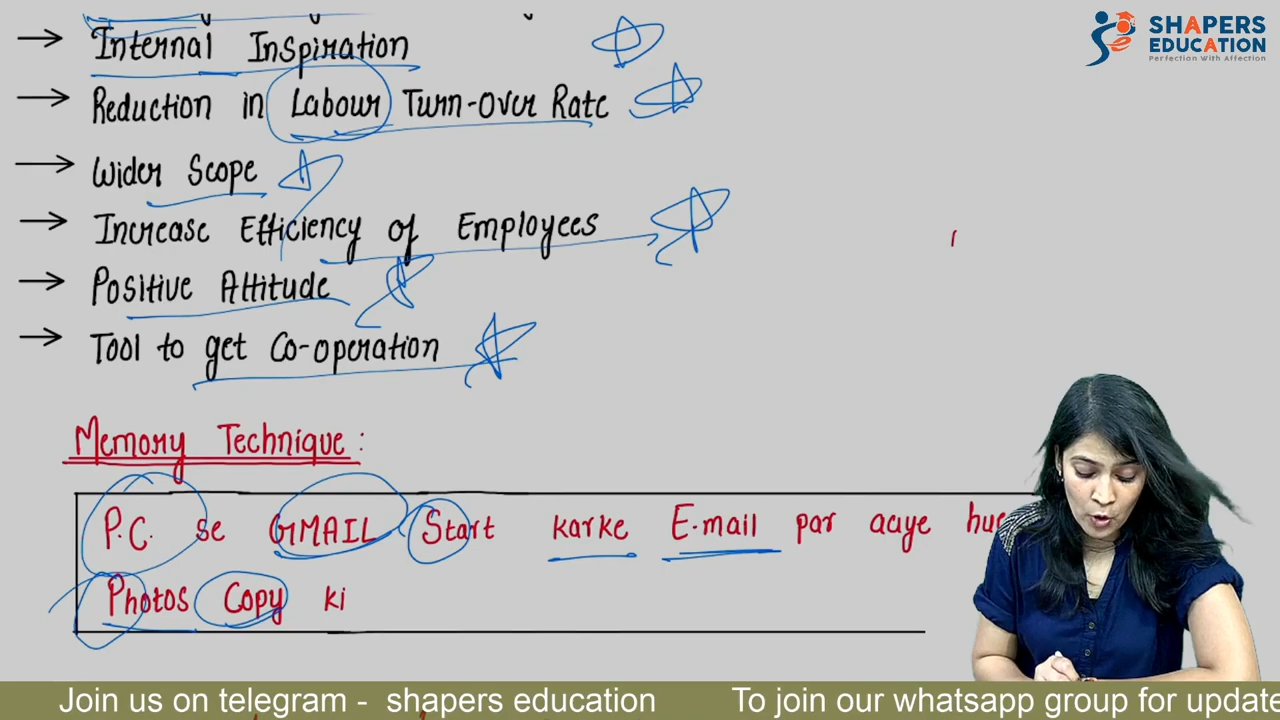 SHAPERS
EDUCATION
Perfection With Affection
→ Internal Inspiration
→ Reduction in Labour Turn-Over Rate
→ Wider Scope
→ Increase Efficiency of Employees
→ Positive Attitude
→ Tool to get Co-operation
Memory Technique :
P.C. se GMAIL Start karke E-mail par aaye hue
Photos Copy ki
Join us on telegram - shapers education To join our whatsapp group for update